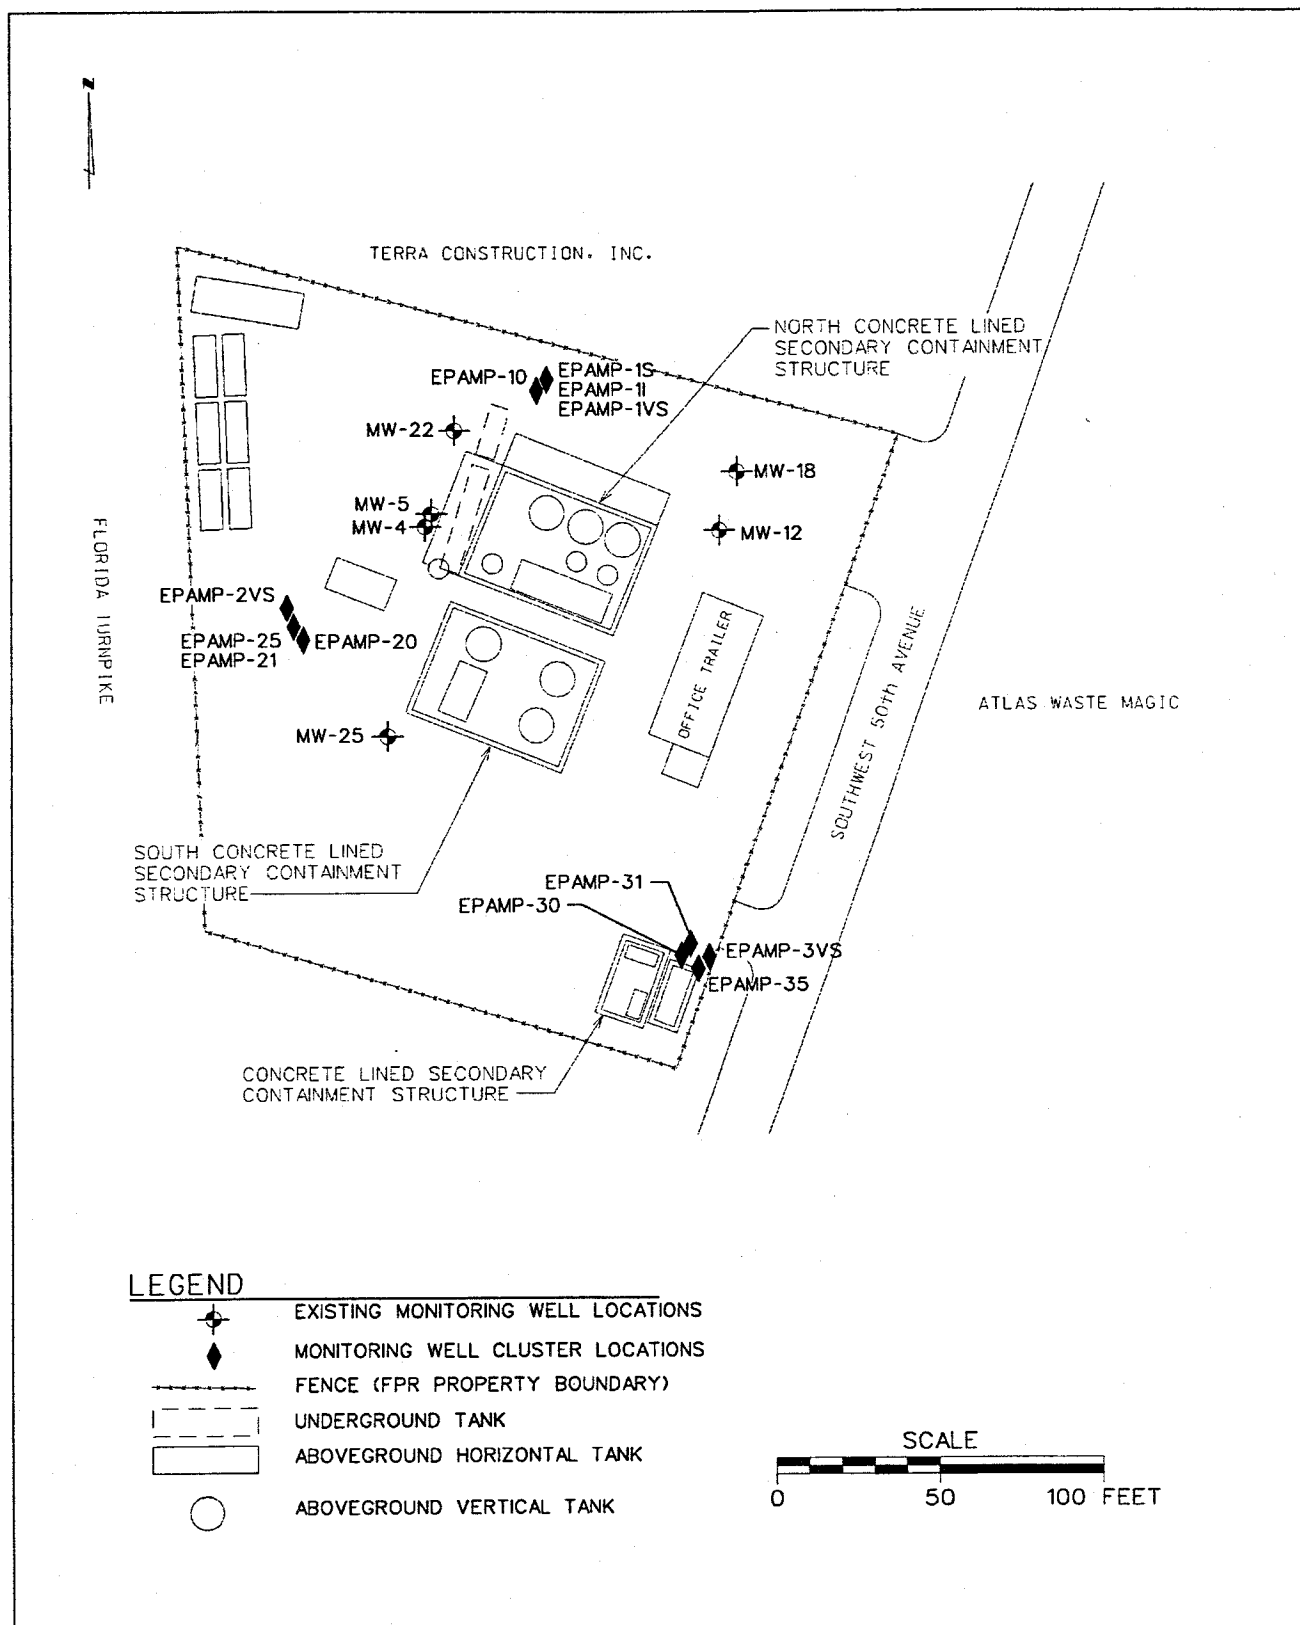 N
TERRA CONSTRUCTION, INC.
NORTH CONCRETE LINED
SECONDARY CONTAINMENT
STRUCTURE
EPAMP-10
EPAMP-1S
EPAMP-1I
EPAMP-1VS
MW-22
MW-18
MW-5
MW-4
MW-12
FLORIDA TURNPIKE
EPAMP-2VS
EPAMP-25
EPAMP-21
EPAMP-20
OFFICE TRAILER
SOUTHWEST 50th AVENUE
ATLAS WASTE MAGIC
MW-25
SOUTH CONCRETE LINED
SECONDARY CONTAINMENT
STRUCTURE
EPAMP-31
EPAMP-30
EPAMP-3VS
EPAMP-35
CONCRETE LINED SECONDARY
CONTAINMENT STRUCTURE
LEGEND
EXISTING MONITORING WELL LOCATIONS
MONITORING WELL CLUSTER LOCATIONS
FENCE (FPR PROPERTY BOUNDARY)
UNDERGROUND TANK
ABOVEGROUND HORIZONTAL TANK
ABOVEGROUND VERTICAL TANK
SCALE
0 50 100 FEET